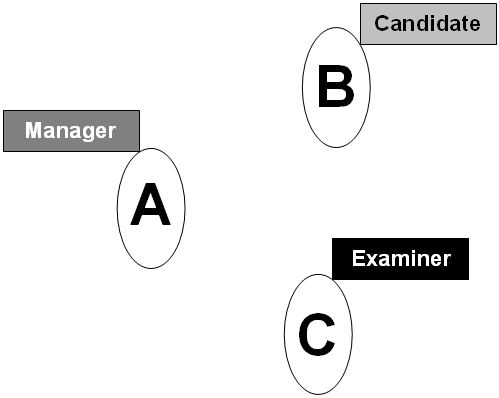 Candidate
B
Manager
A
Examiner
C